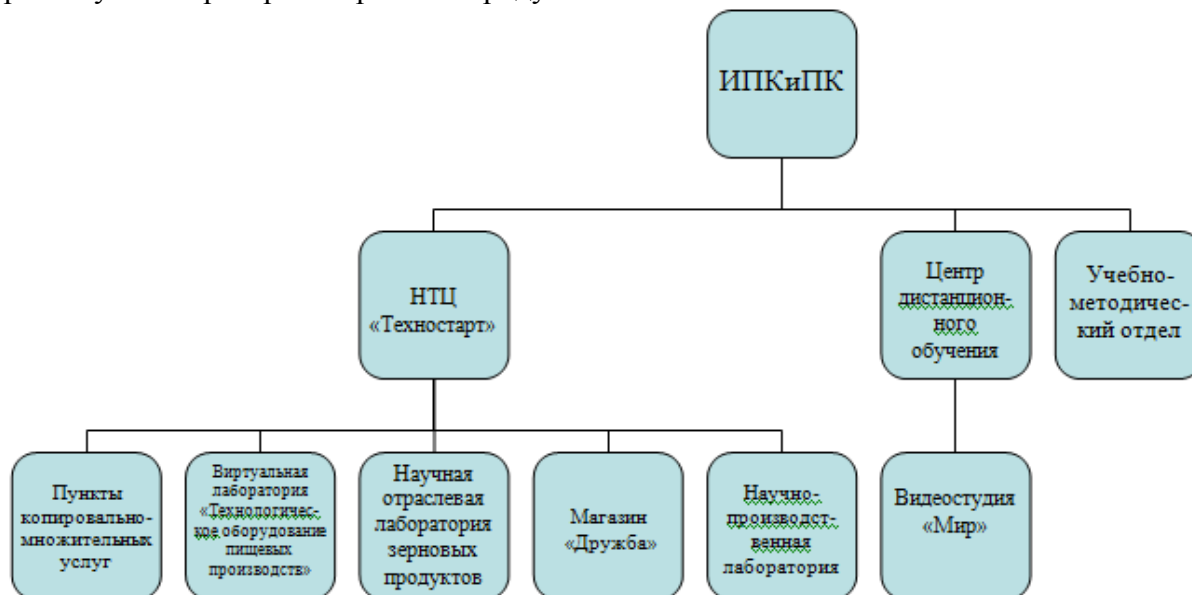 ИПКиПК
НТЦ
«Техностарт»
Центр
дистанцион-
ного
обучения
Учебно-
методичес-
кий отдел
Пункты
копировально-
множительных
услуг
Виртуальная
лаборатория
«Технологичес-
кое оборудование
пищевых
производств»
Научная
отраслевая
лаборатория
зерновых
продуктов
Магазин
«Дружба»
Научно-
производст-
венная
лаборатория
Видеостудия
«Мир»